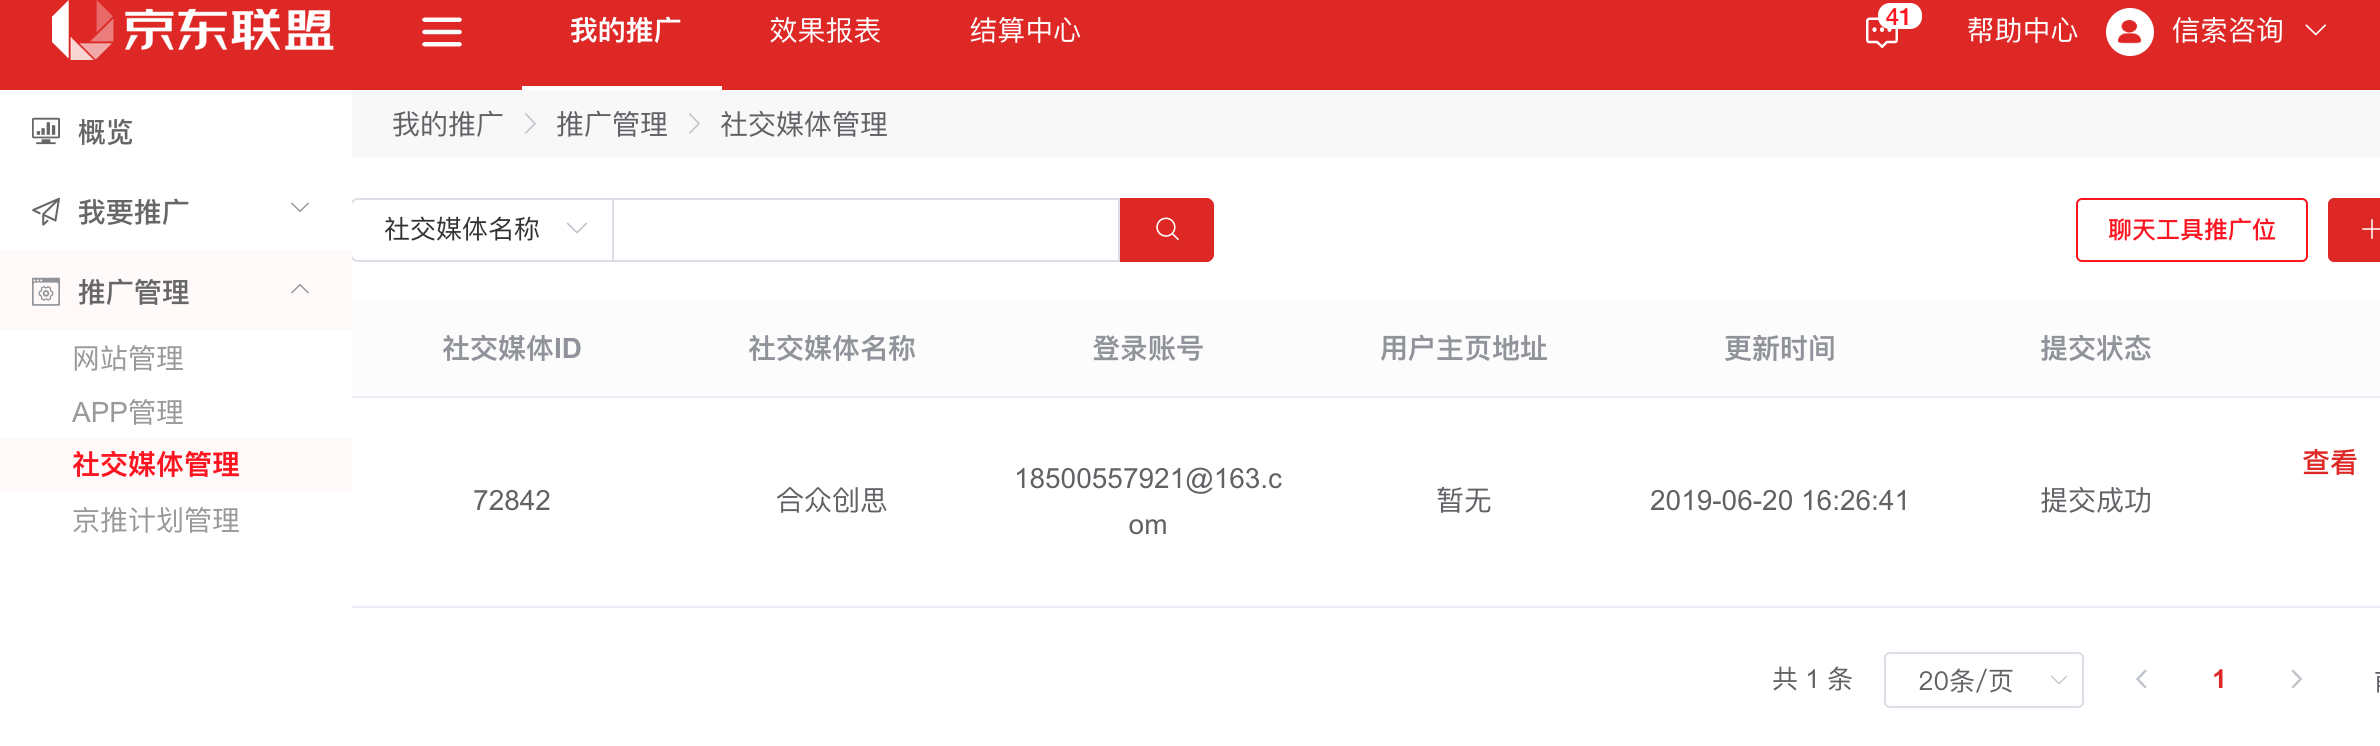 京东联盟
我的推广 效果报表 结算中心 41 帮助中心 信索咨询
概览
我要推广
推广管理
网站管理
APP管理
社交媒体管理
京推计划管理
我的推广 > 推广管理 > 社交媒体管理
社交媒体名称 聊天工具推广位 +
社交媒体ID 社交媒体名称 登录账号 用户主页地址 更新时间 提交状态
72842 合众创思 18500557921@163.c
om 暂无 2019-06-20 16:26:41 提交成功 查看
共 1 条 20条/页 < 1 >